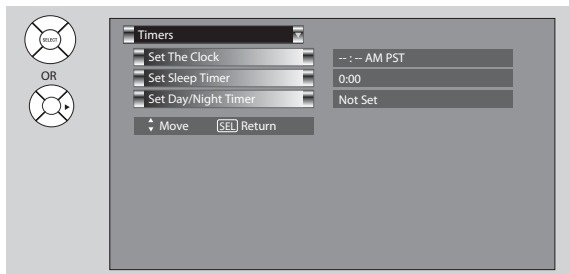 SELECT
OR
Timers
Set The Clock -- : -- AM PST
Set Sleep Timer 0:00
Set Day/Night Timer Not Set
Move SEL Return